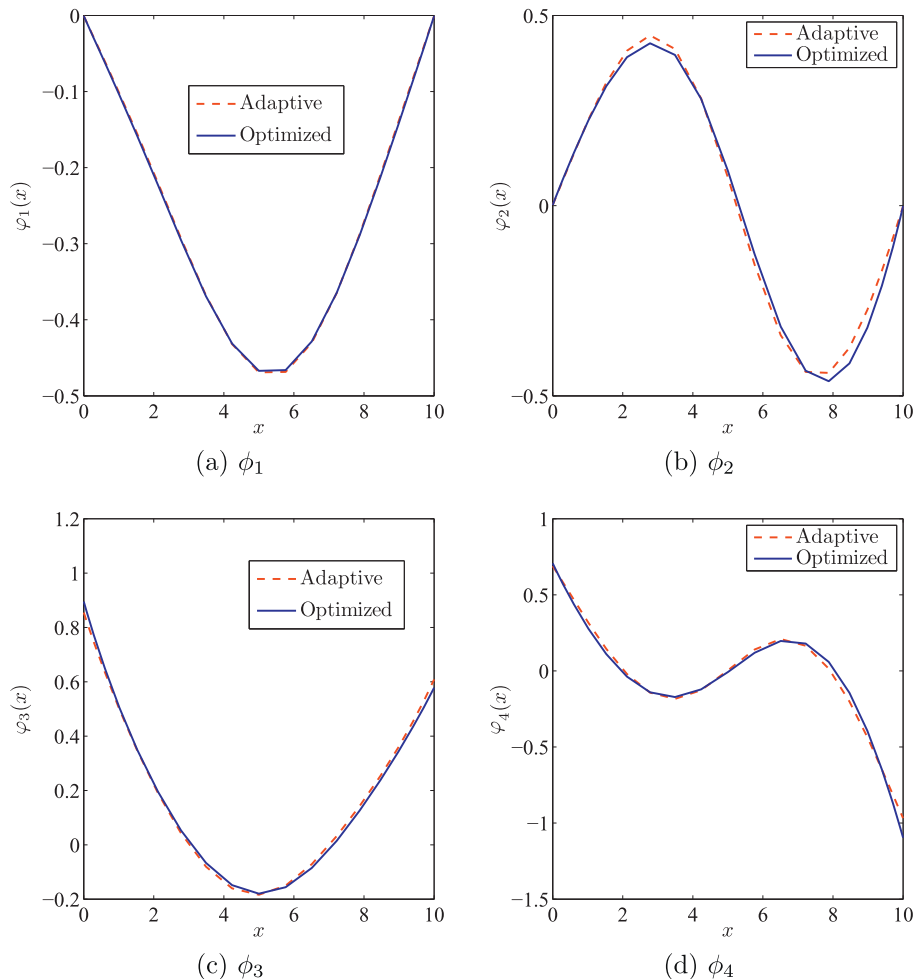 0
−0.1
−0.2
−0.3
−0.4
−0.5
φ1(x)
Adaptive
Optimized
0 2 4 6 8 10
x
(a) ϕ1
0.5
0
−0.5
φ2(x)
Adaptive
Optimized
0 2 4 6 8 10
x
(b) ϕ2
1.2
1
0.8
0.6
0.4
0.2
0
−0.2
φ3(x)
Adaptive
Optimized
0 2 4 6 8 10
x
(c) ϕ3
1
0.5
0
−0.5
−1
−1.5
φ4(x)
Adaptive
Optimized
0 2 4 6 8 10
x
(d) ϕ4